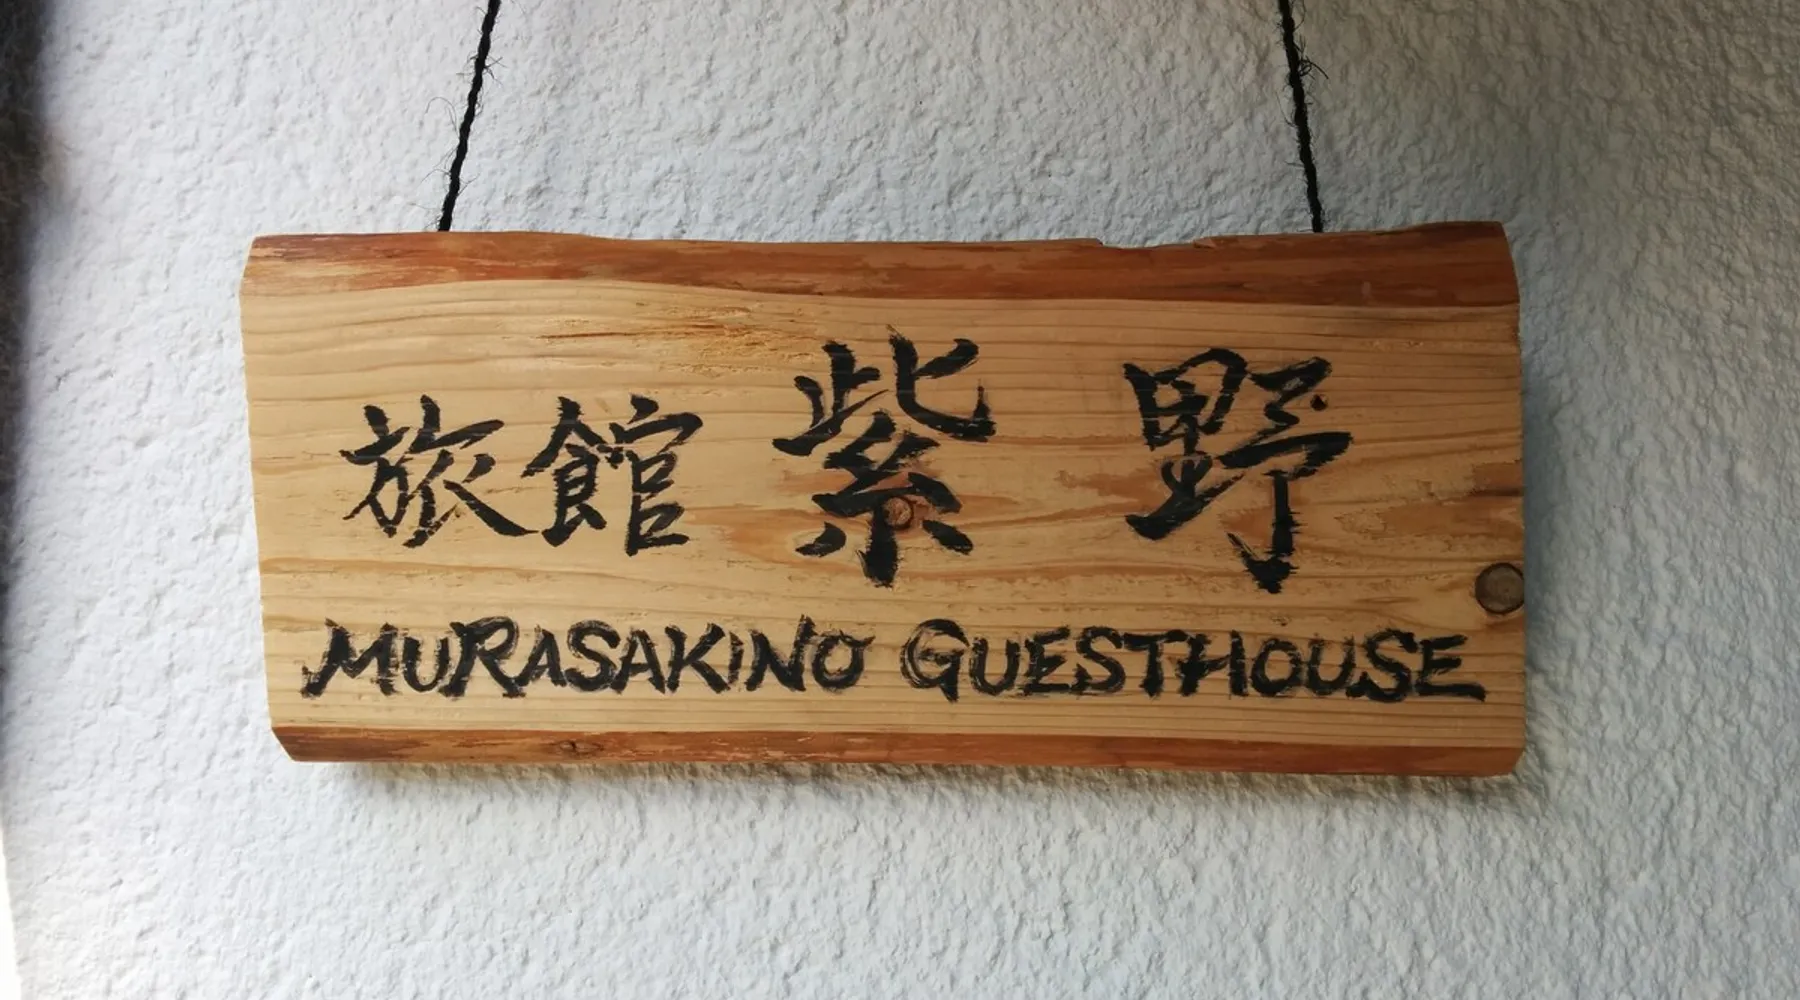 旅館 紫野
MURASAKINO GUESTHOUSE